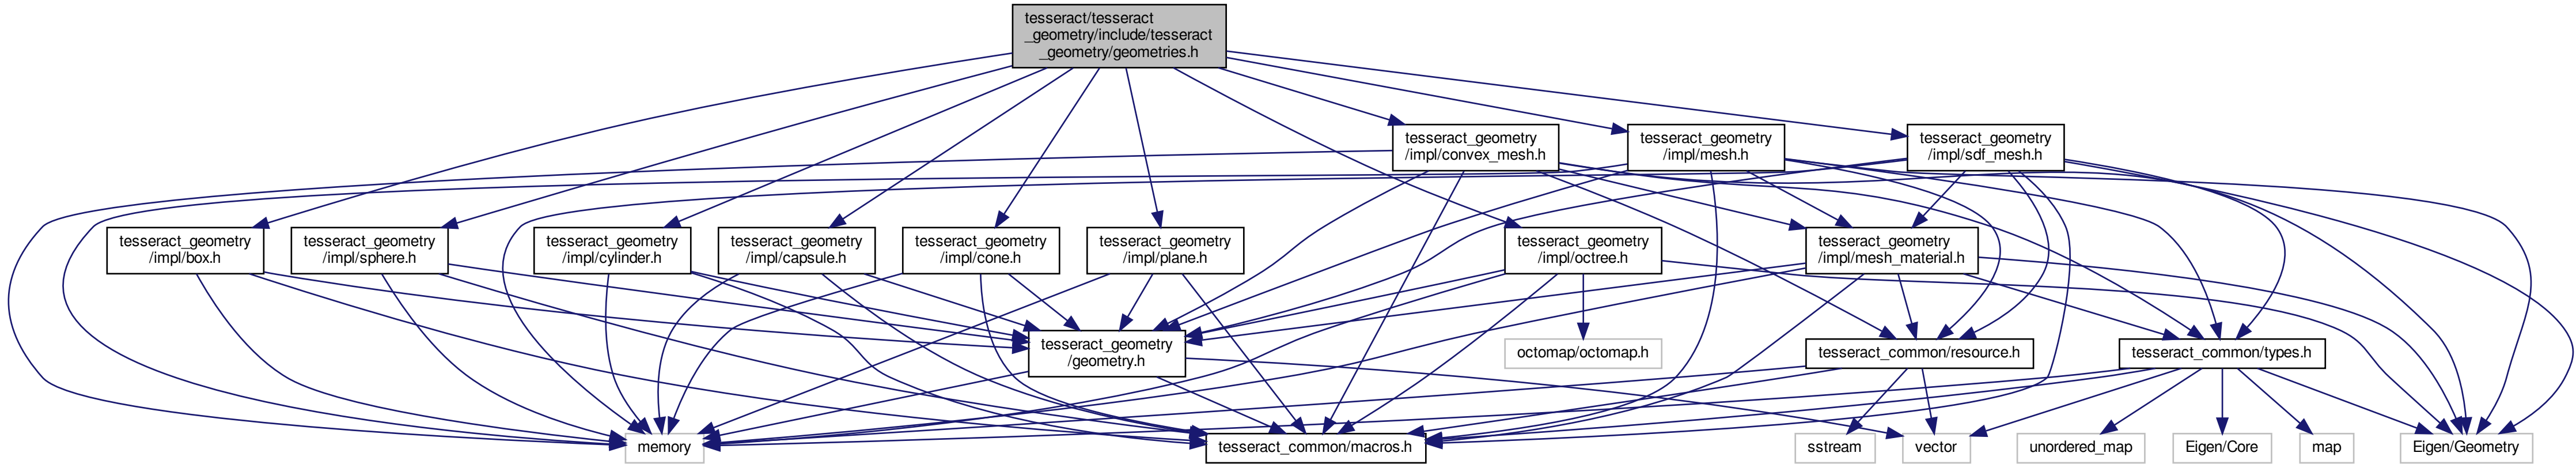 tesseract/tesseract
_geometry/include/tesseract
_geometry/geometries.h
tesseract_geometry
/impl/convex_mesh.h
tesseract_geometry
/impl/mesh.h
tesseract_geometry
/impl/sdf_mesh.h
tesseract_geometry
/impl/box.h
tesseract_geometry
/impl/sphere.h
tesseract_geometry
/impl/cylinder.h
tesseract_geometry
/impl/capsule.h
tesseract_geometry
/impl/cone.h
tesseract_geometry
/impl/plane.h
tesseract_geometry
/impl/octree.h
tesseract_geometry
/impl/mesh_material.h
tesseract_geometry
/geometry.h
octomap/octomap.h
tesseract_common/resource.h
tesseract_common/types.h
memory
tesseract_common/macros.h
sstream
vector
unordered_map
Eigen/Core
map
Eigen/Geometry